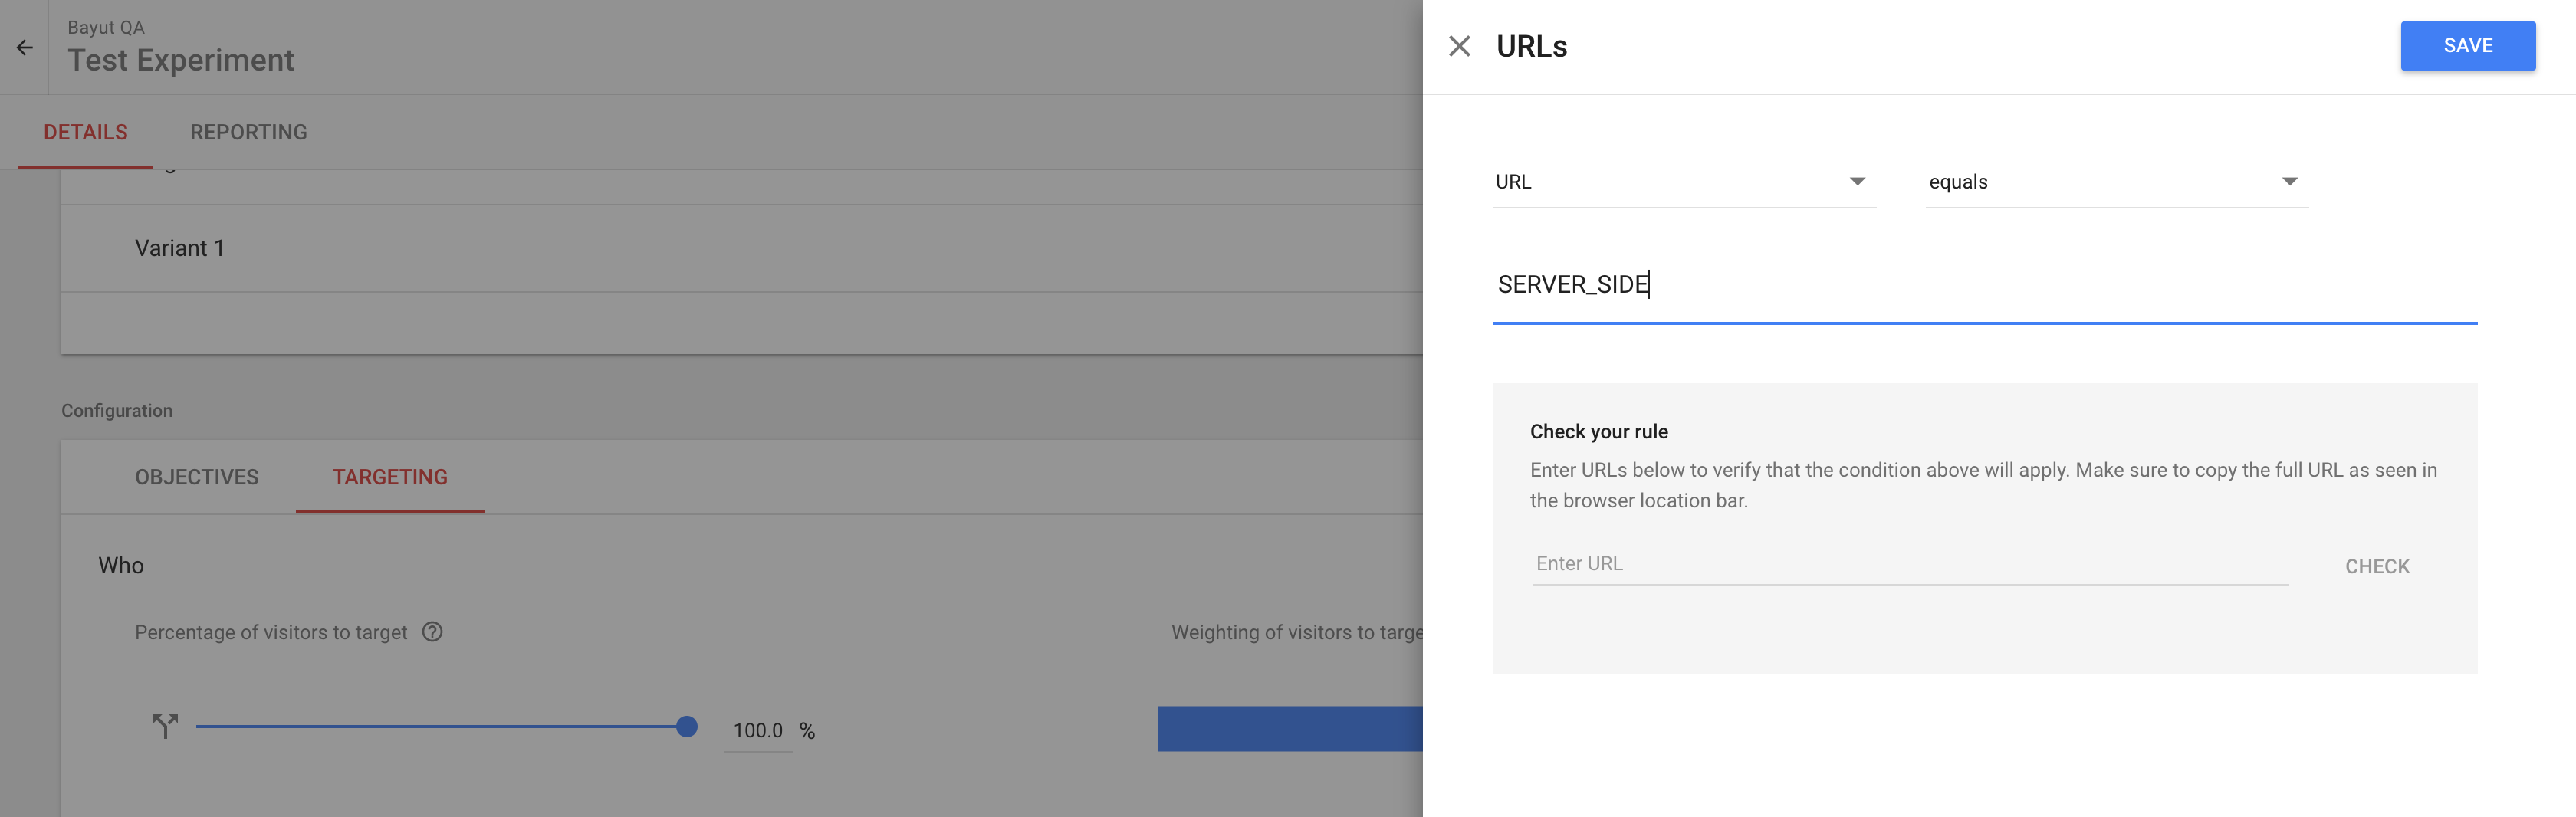 Bayut QA
Test Experiment
DETAILS
REPORTING
Variant 1
Configuration
OBJECTIVES
TARGETING
Who
Percentage of visitors to target
Weighting of visitors to targe
100.0 %
URLs
SAVE
URL
equals
SERVER_SIDE
Check your rule
Enter URLs below to verify that the condition above will apply. Make sure to copy the full URL as seen in
the browser location bar.
Enter URL
CHECK